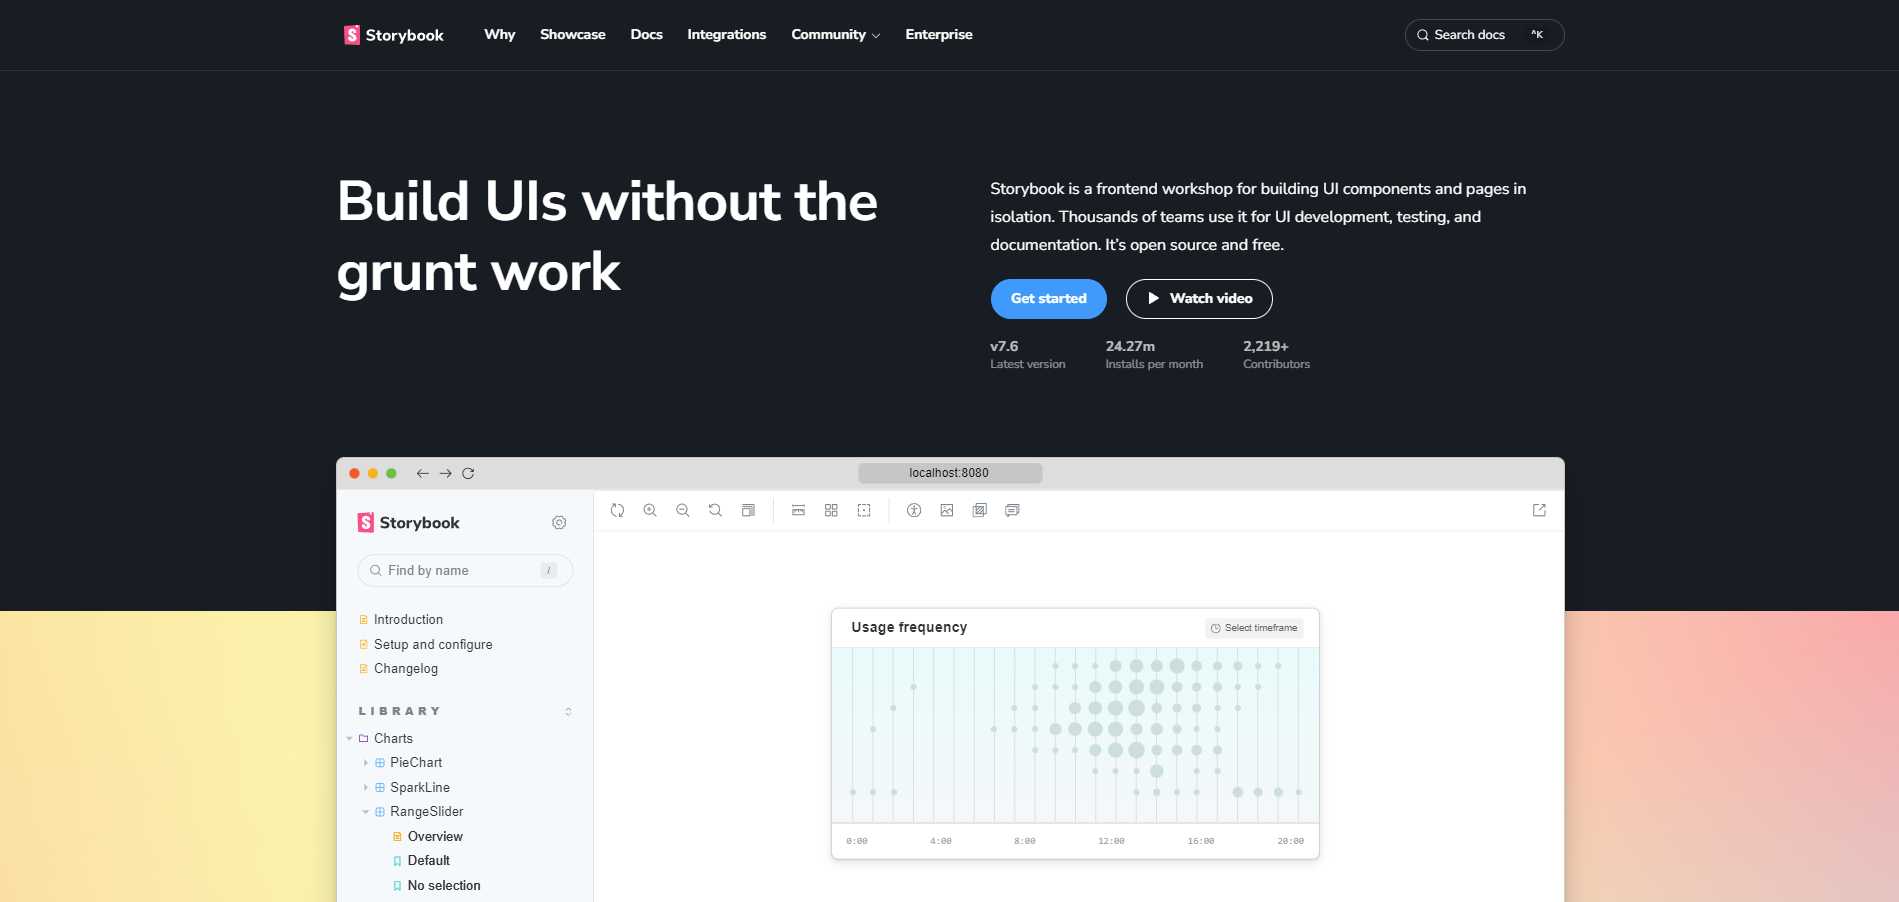 Storybook
Why
Showcase
Docs
Integrations
Community
Enterprise
Search docs
^K
Build UIs without the
grunt work
Storybook is a frontend workshop for building UI components and pages in
isolation. Thousands of teams use it for UI development, testing, and
documentation. It’s open source and free.
Get started
Watch video
v7.6
Latest version
24.27m
Installs per month
2,219+
Contributors
localhost:8080
Storybook
Find by name
/
Introduction
Setup and configure
Changelog
LIBRARY
Charts
PieChart
SparkLine
RangeSlider
Overview
Default
No selection
Usage frequency
Select timeframe
0:00
4:00
8:00
12:00
16:00
20:00